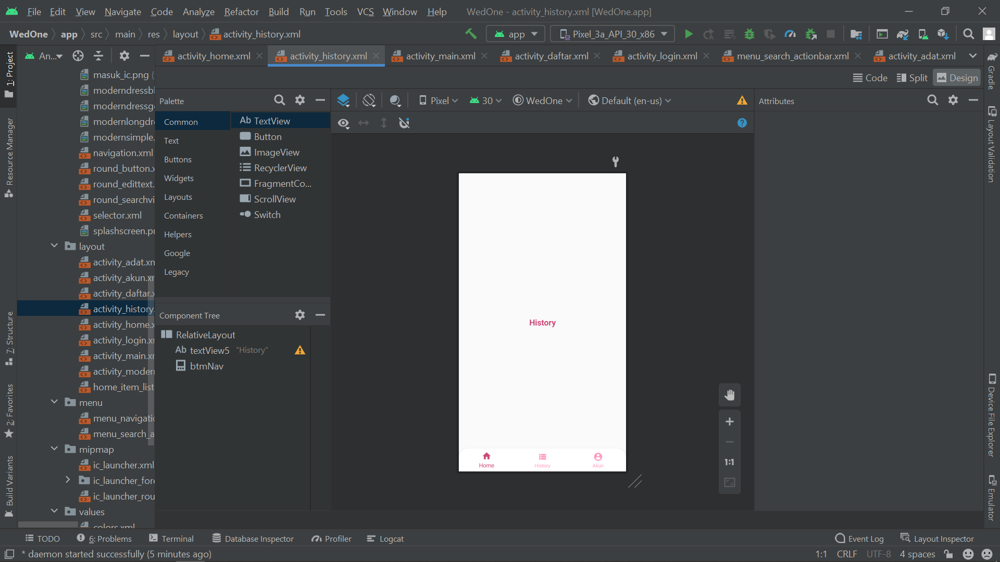 File Edit View Navigate Code Analyze Refactor Build Run Tools VCS Window Help WedOne - activity_history.xml [WedOne.app]
WedOne app src main res layout activity_history.xml app Pixel_3a_API_30_x86
An... activity_home.xml activity_history.xml activity_main.xml activity_daftar.xml activity_login.xml menu_search_actionbar.xml activity_adat.xml
Code Split Design
1: Project
Resource Manager
7: Structure
2: Favorites
Build Variants
masuk_ic.png (
moderndressbl
moderndressg
modernlongdr
modernsimple.
navigation.xml
round_button.x
round_edittext.
round_searchvi
selector.xml
splashscreen.pr
layout
activity_adat.xn
activity_akun.xr
activity_daftar.x
activity_history.
activity_home.x
activity_login.xr
activity_main.xr
activity_moder
home_item_list
menu
menu_navigatio
menu_search_a
mipmap
ic_launcher.xml
ic_launcher_fore
ic_launcher_rou
values
colors.xml
Palette
Common
Text
Buttons
Widgets
Layouts
Containers
Helpers
Google
Legacy
Ab TextView
Button
ImageView
RecyclerView
FragmentCo...
ScrollView
Switch
Component Tree
RelativeLayout
Ab textView5 "History"
btmNav
Pixel 30 WedOne Default (en-us)
History
Home History Akun
1:1
Attributes
Gradle
Layout Validation
Device File Explorer
Emulator
TODO 6: Problems Terminal Database Inspector Profiler Logcat Event Log Layout Inspector
* daemon started successfully (5 minutes ago) 1:1 CRLF UTF-8 4 spaces